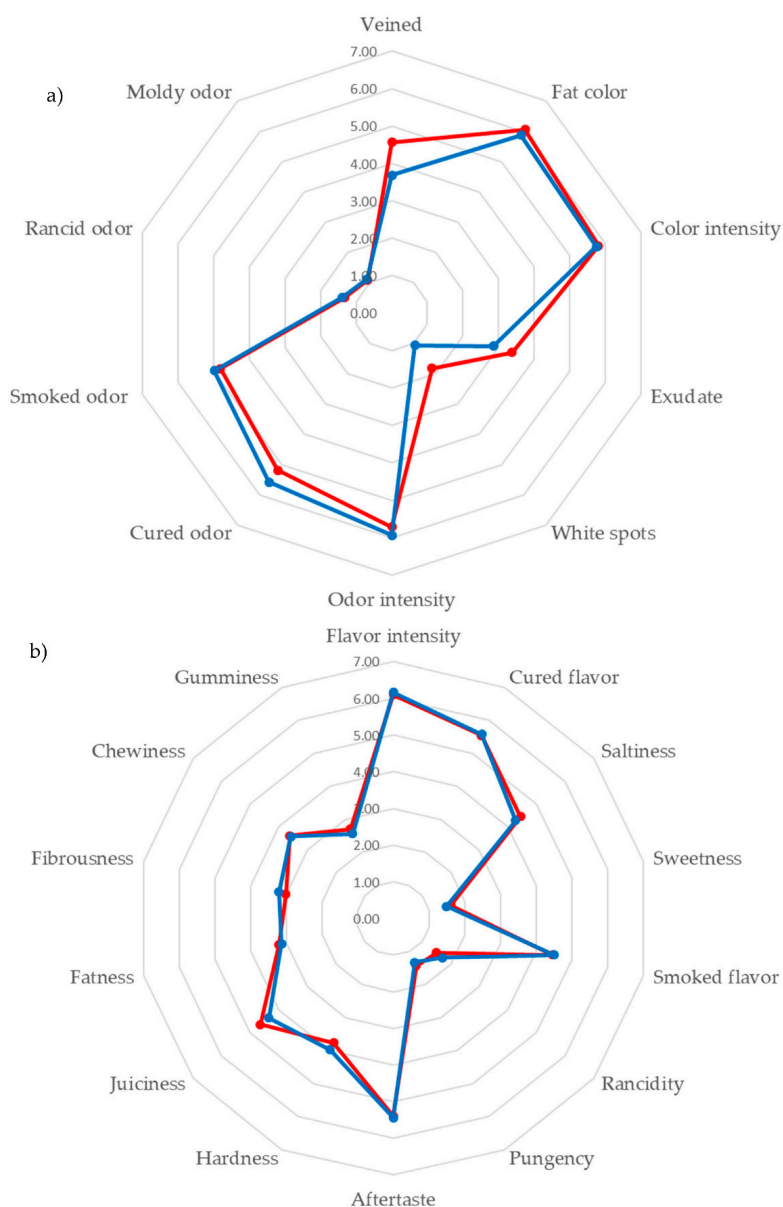 Veined
7.00
a)
Moldy odor
6.00
Fat color
5.00
4.00
3.00
Rancid odor
Color intensity
2.00
1.00
0.00
Smoked odor
Exudate
Cured odor
White spots
Odor intensity
Flavor intensity
b)
7.00
Gumminess
Cured flavor
6.00
Chewiness
Saltiness
5.00
4.00
3.00
Fibrousness
Sweetness
2.00
1.00
0.00
Fatness
Smoked flavor
Juiciness
Rancidity
Hardness
Pungency
Aftertaste